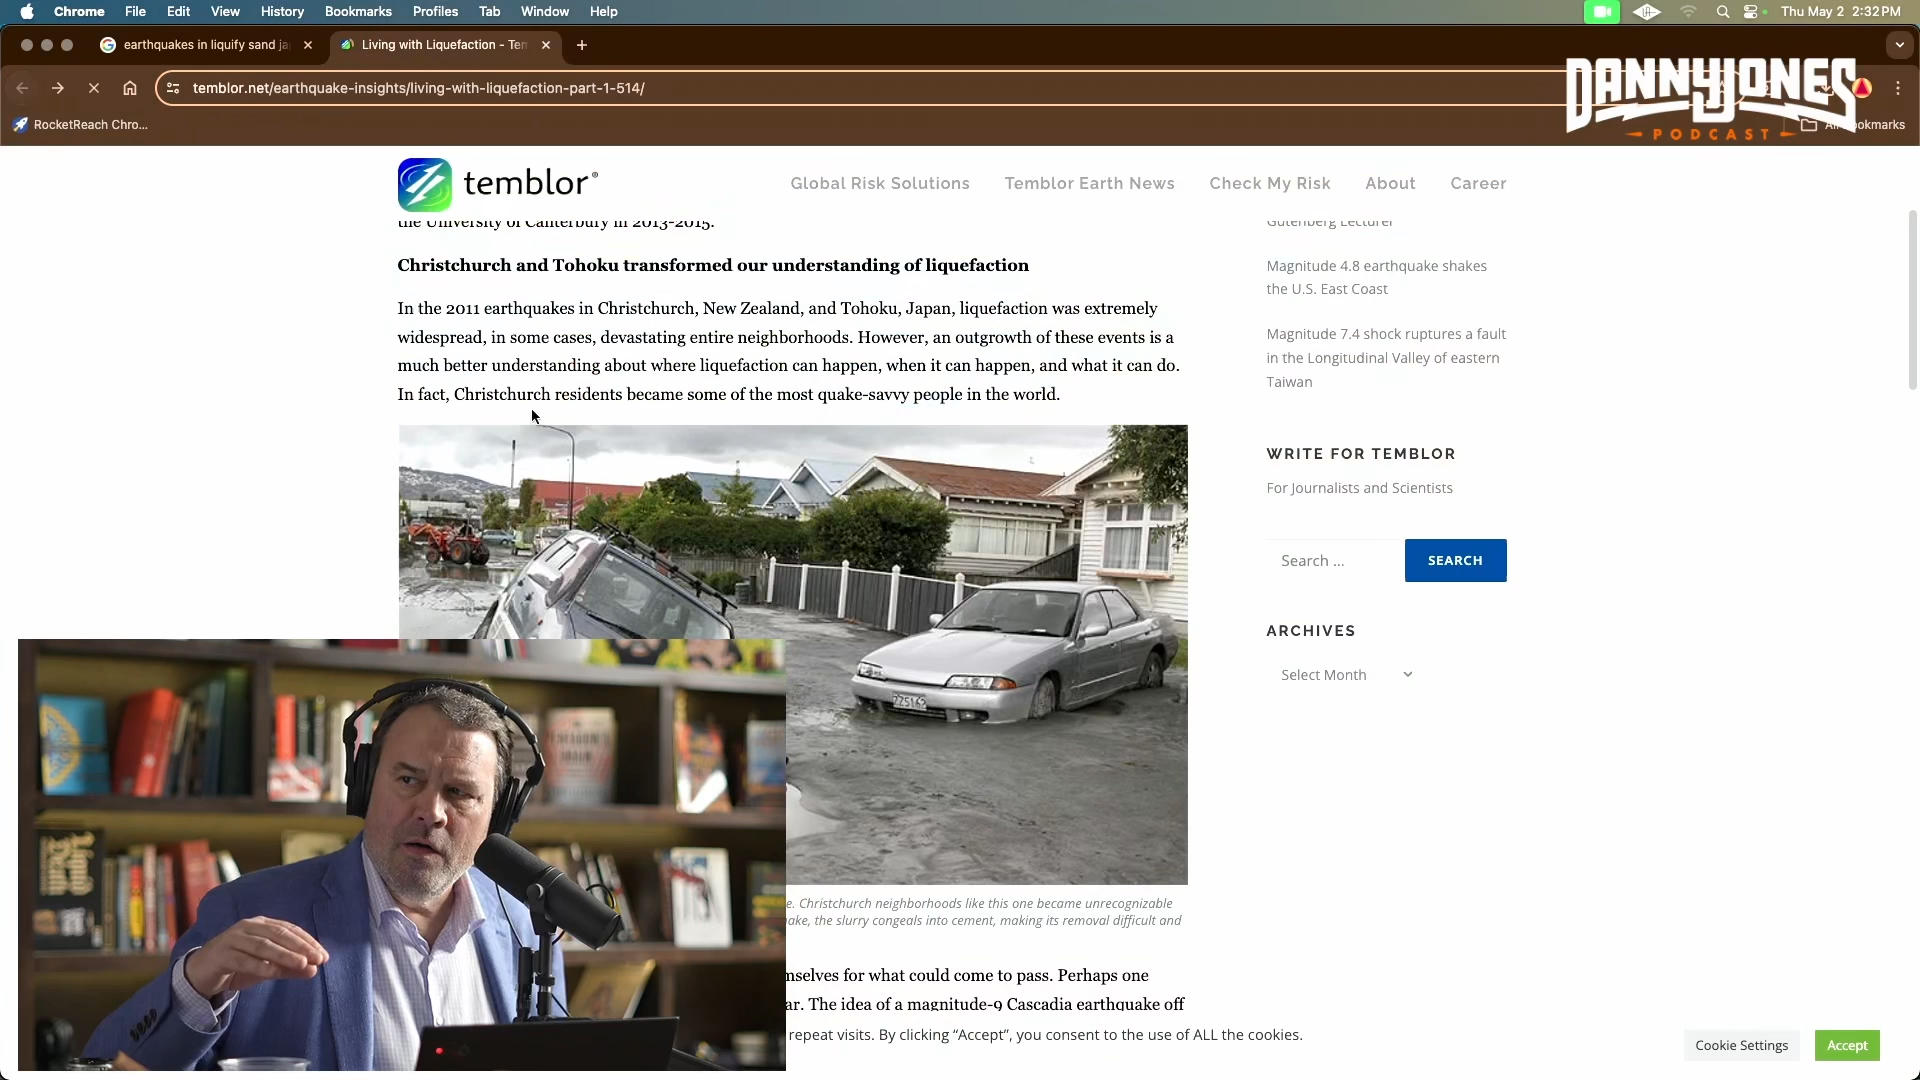 Chrome File Edit View History Bookmarks Profiles Tab Window Help Thu May 2 2:32 PM
earthquakes in liquify sand ja
Living with Liquefaction - Tem
temblor.net/earthquake-insights/living-with-liquefaction-part-1-514/
RocketReach Chro...
DANNY JONES
PODCAST
temblor®
Global Risk Solutions Temblor Earth News Check My Risk About Career
the University of Canterbury in 2013-2015.
Christchurch and Tohoku transformed our understanding of liquefaction
In the 2011 earthquakes in Christchurch, New Zealand, and Tohoku, Japan, liquefaction was extremely
widespread, in some cases, devastating entire neighborhoods. However, an outgrowth of these events is a
much better understanding about where liquefaction can happen, when it can happen, and what it can do.
In fact, Christchurch residents became some of the most quake-savvy people in the world.
e. Christchurch neighborhoods like this one became unrecognizable
ake, the slurry congeals into cement, making its removal difficult and
mselves for what could come to pass. Perhaps one
ar. The idea of a magnitude-9 Cascadia earthquake off
repeat visits. By clicking “Accept”, you consent to the use of ALL the cookies.
Cookie Settings
Accept
Gutenberg Lecturer
Magnitude 4.8 earthquake shakes
the U.S. East Coast
Magnitude 7.4 shock ruptures a fault
in the Longitudinal Valley of eastern
Taiwan
WRITE FOR TEMBLOR
For Journalists and Scientists
Search ...
SEARCH
ARCHIVES
Select Month